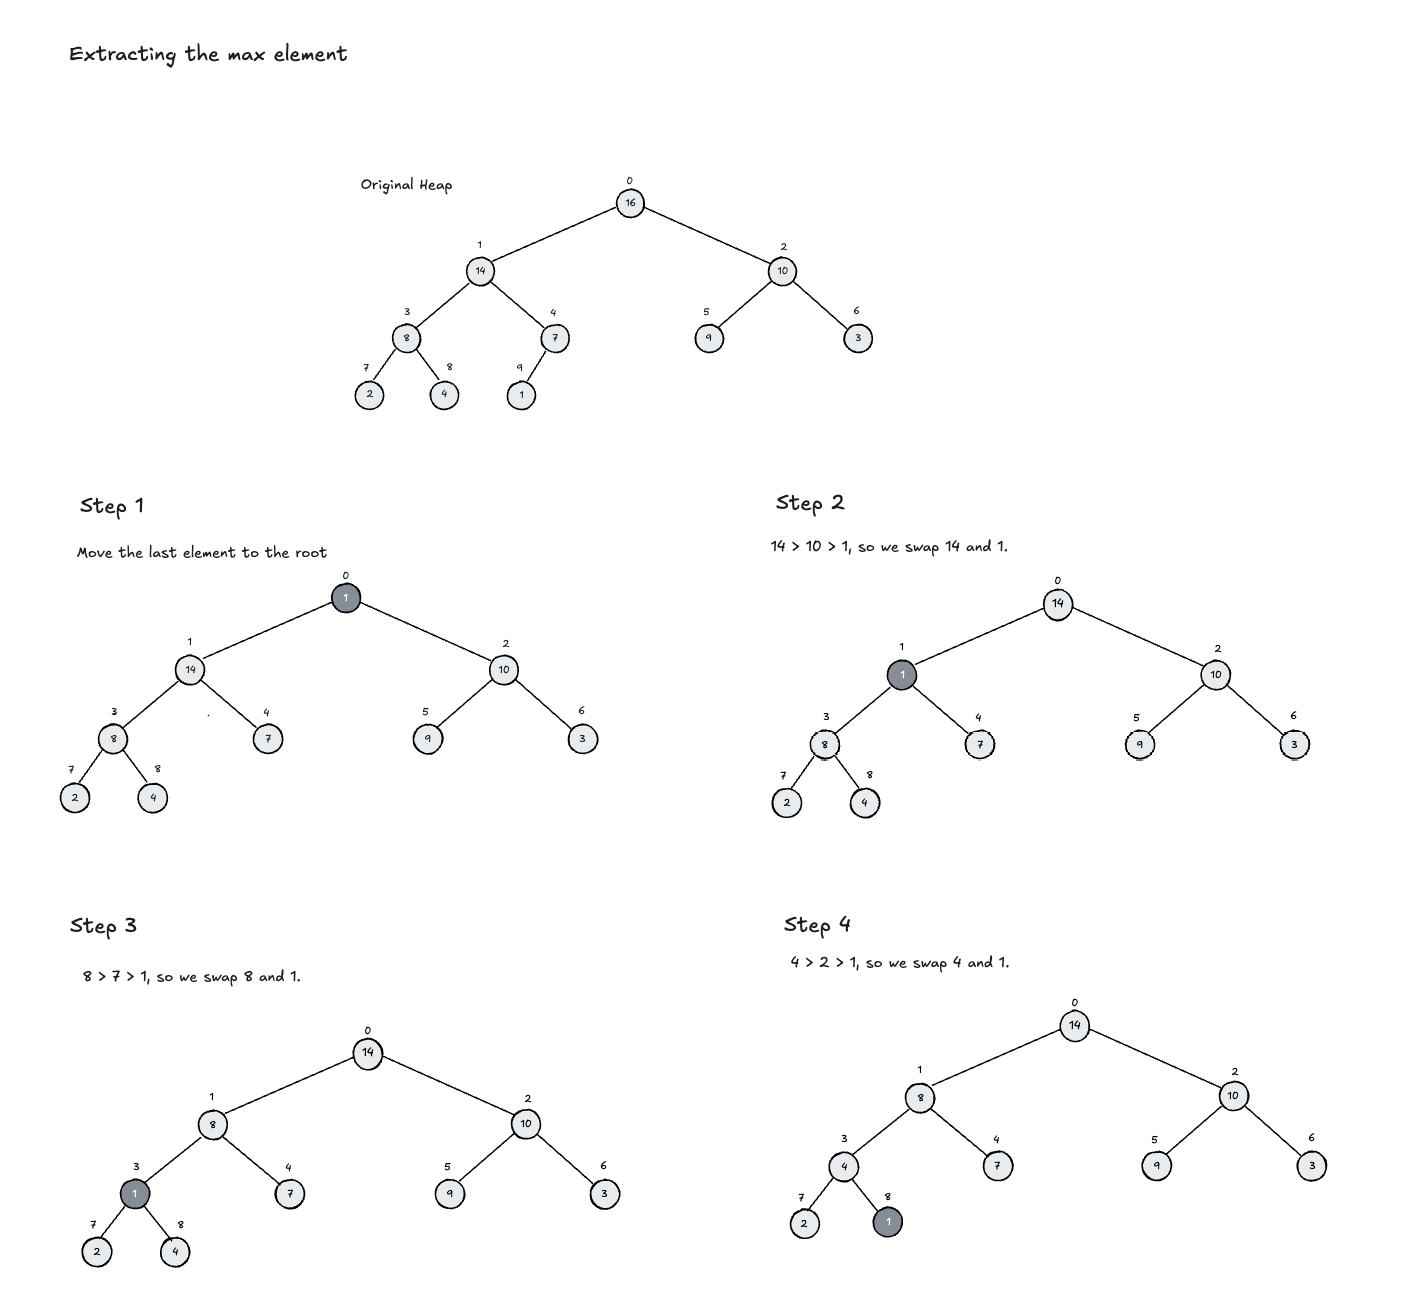 Extracting the max element
Original Heap
0
16
1 2
14 10
3 4 5 6
8 7 9 3
7 8 9
2 4 1
Step 1
Move the last element to the root
0
1
1 2
14 10
3 4 5 6
8 7 9 3
7 8
2 4
Step 2
14 > 10 > 1, so we swap 14 and 1.
0
14
1 2
1 10
3 4 5 6
8 7 9 3
7 8
2 4
Step 3
8 > 7 > 1, so we swap 8 and 1.
0
14
1 2
8 10
3 4 5 6
1 7 9 3
7 8
2 4
Step 4
4 > 2 > 1, so we swap 4 and 1.
0
14
1 2
8 10
3 4 5 6
4 7 9 3
7 8
2 1